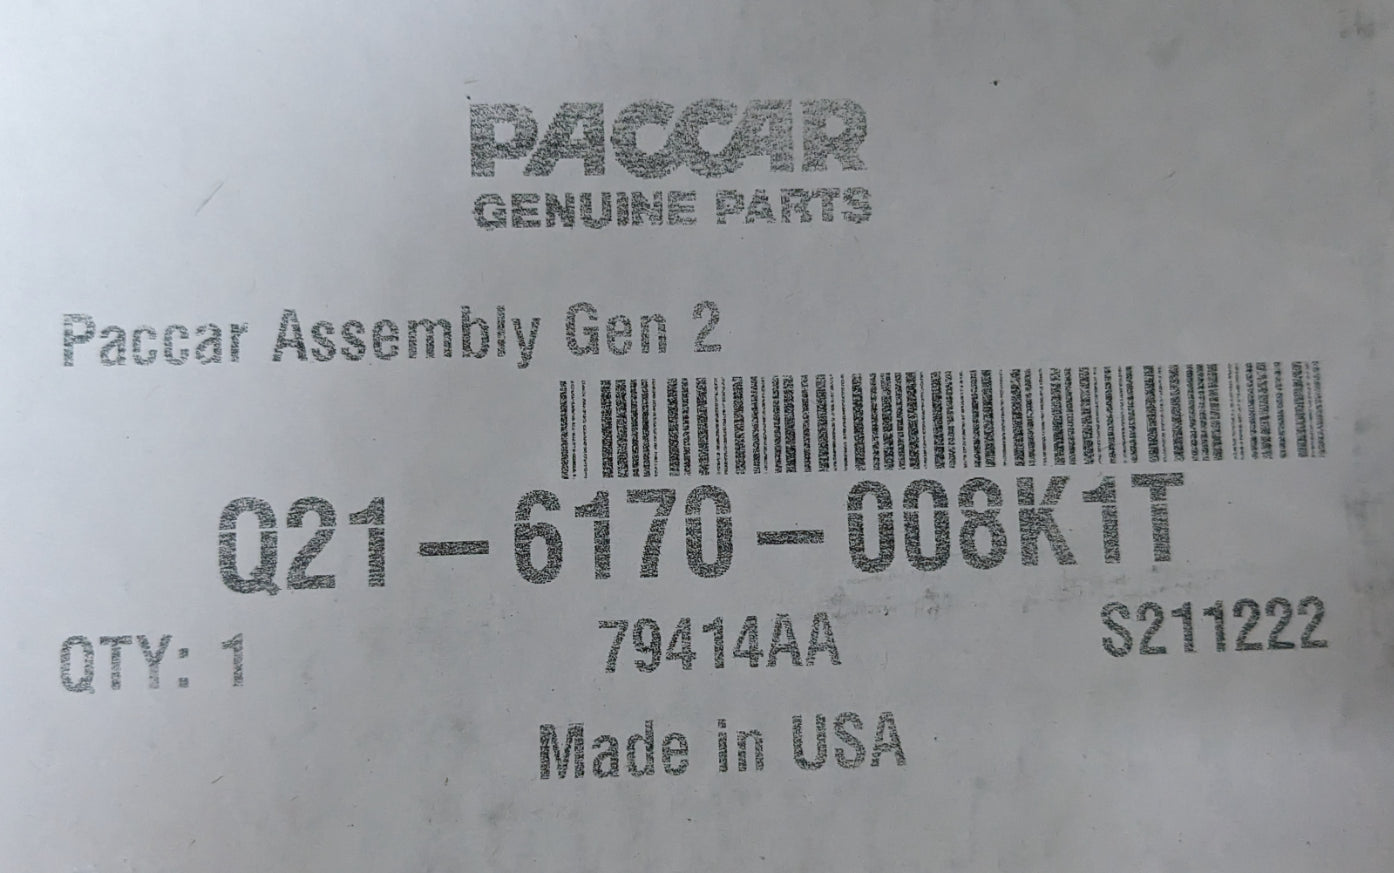 PACCAR
GENUINE PARTS
Paccar Assembly Gen 2
Q21-6170-008K1T
QTY: 1 79414AA S211222
Made in USA